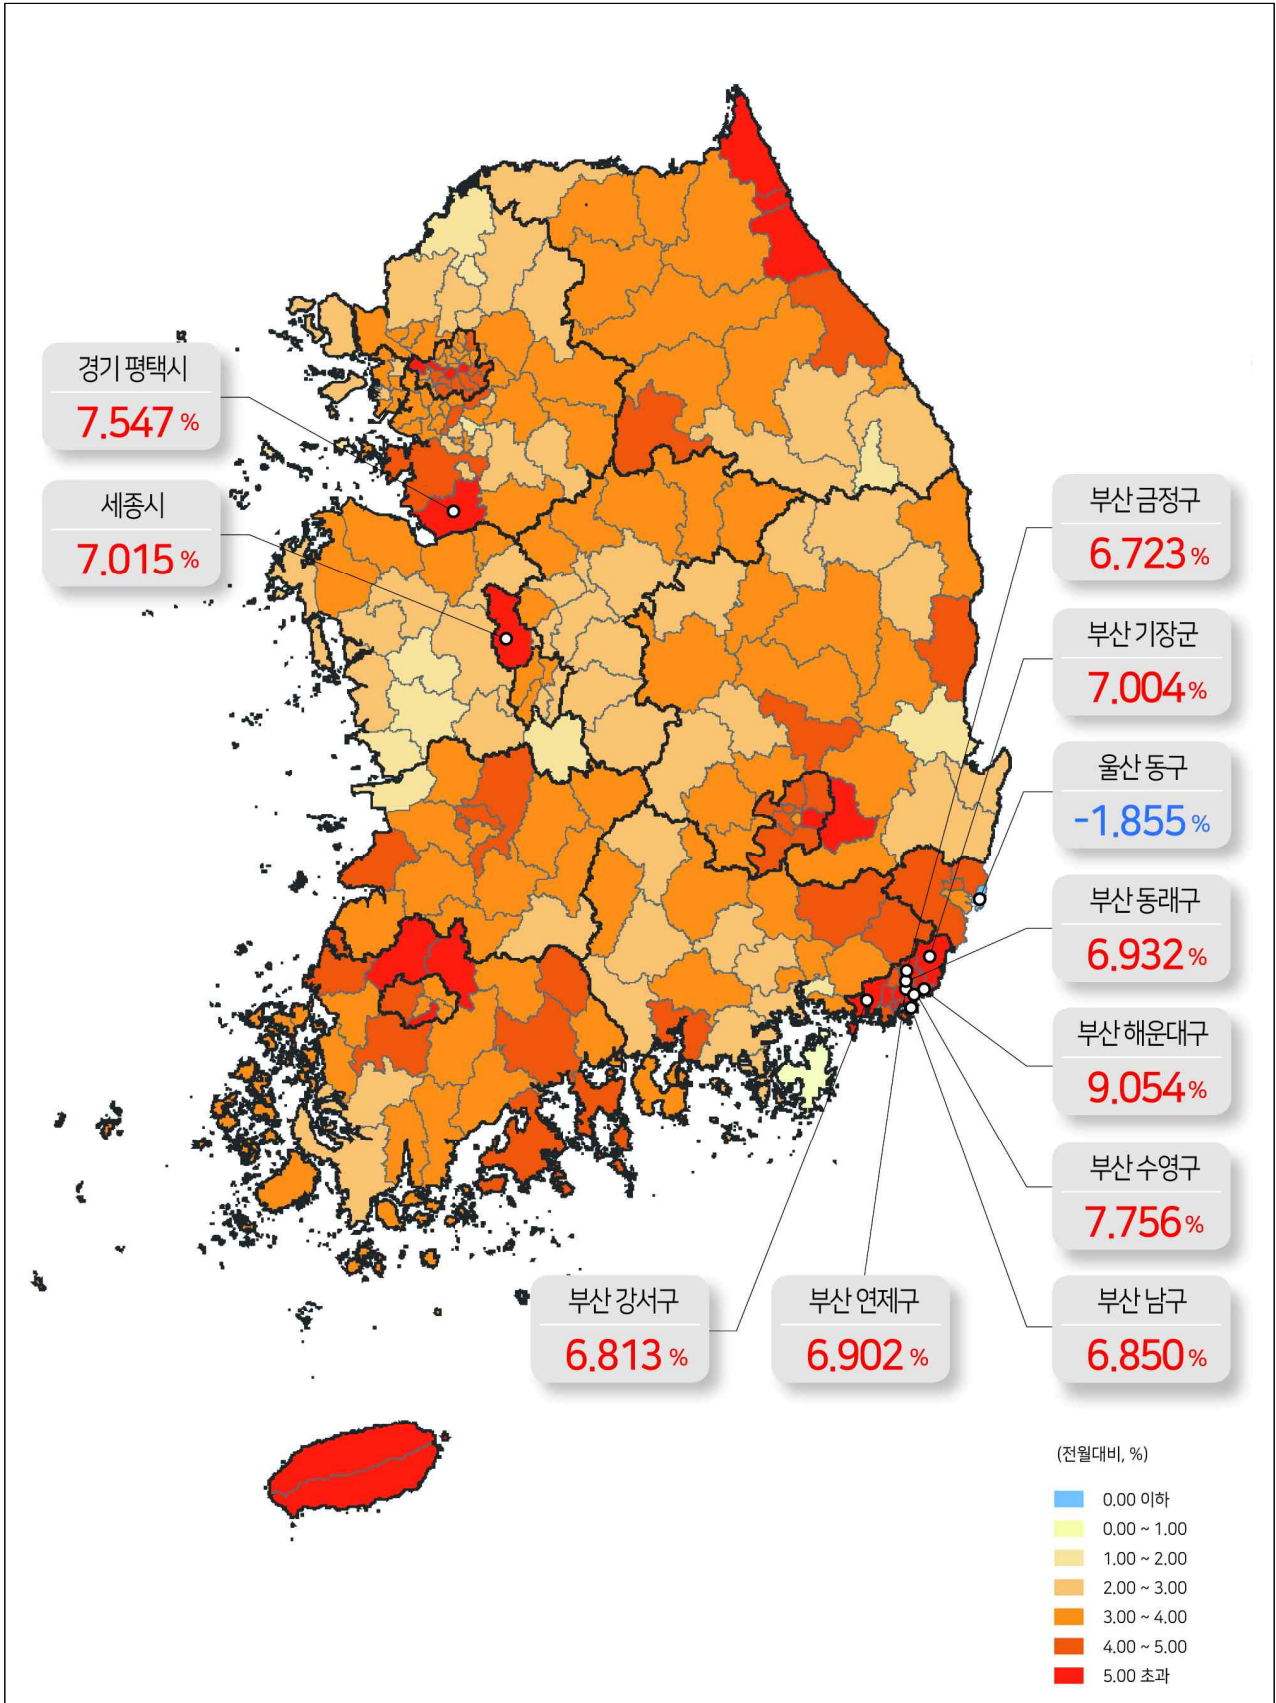 경기 평택시
7.547 %
세종시
7.015 %
부산 금정구
6.723 %
부산 기장군
7.004 %
울산 동구
-1.855 %
부산 동래구
6.932 %
부산 해운대구
9.054 %
부산 수영구
7.756 %
부산 강서구
6.813 %
부산 연제구
6.902 %
부산 남구
6.850 %
(전월대비, %)
0.00 이하
0.00 ~ 1.00
1.00 ~ 2.00
2.00 ~ 3.00
3.00 ~ 4.00
4.00 ~ 5.00
5.00 초과